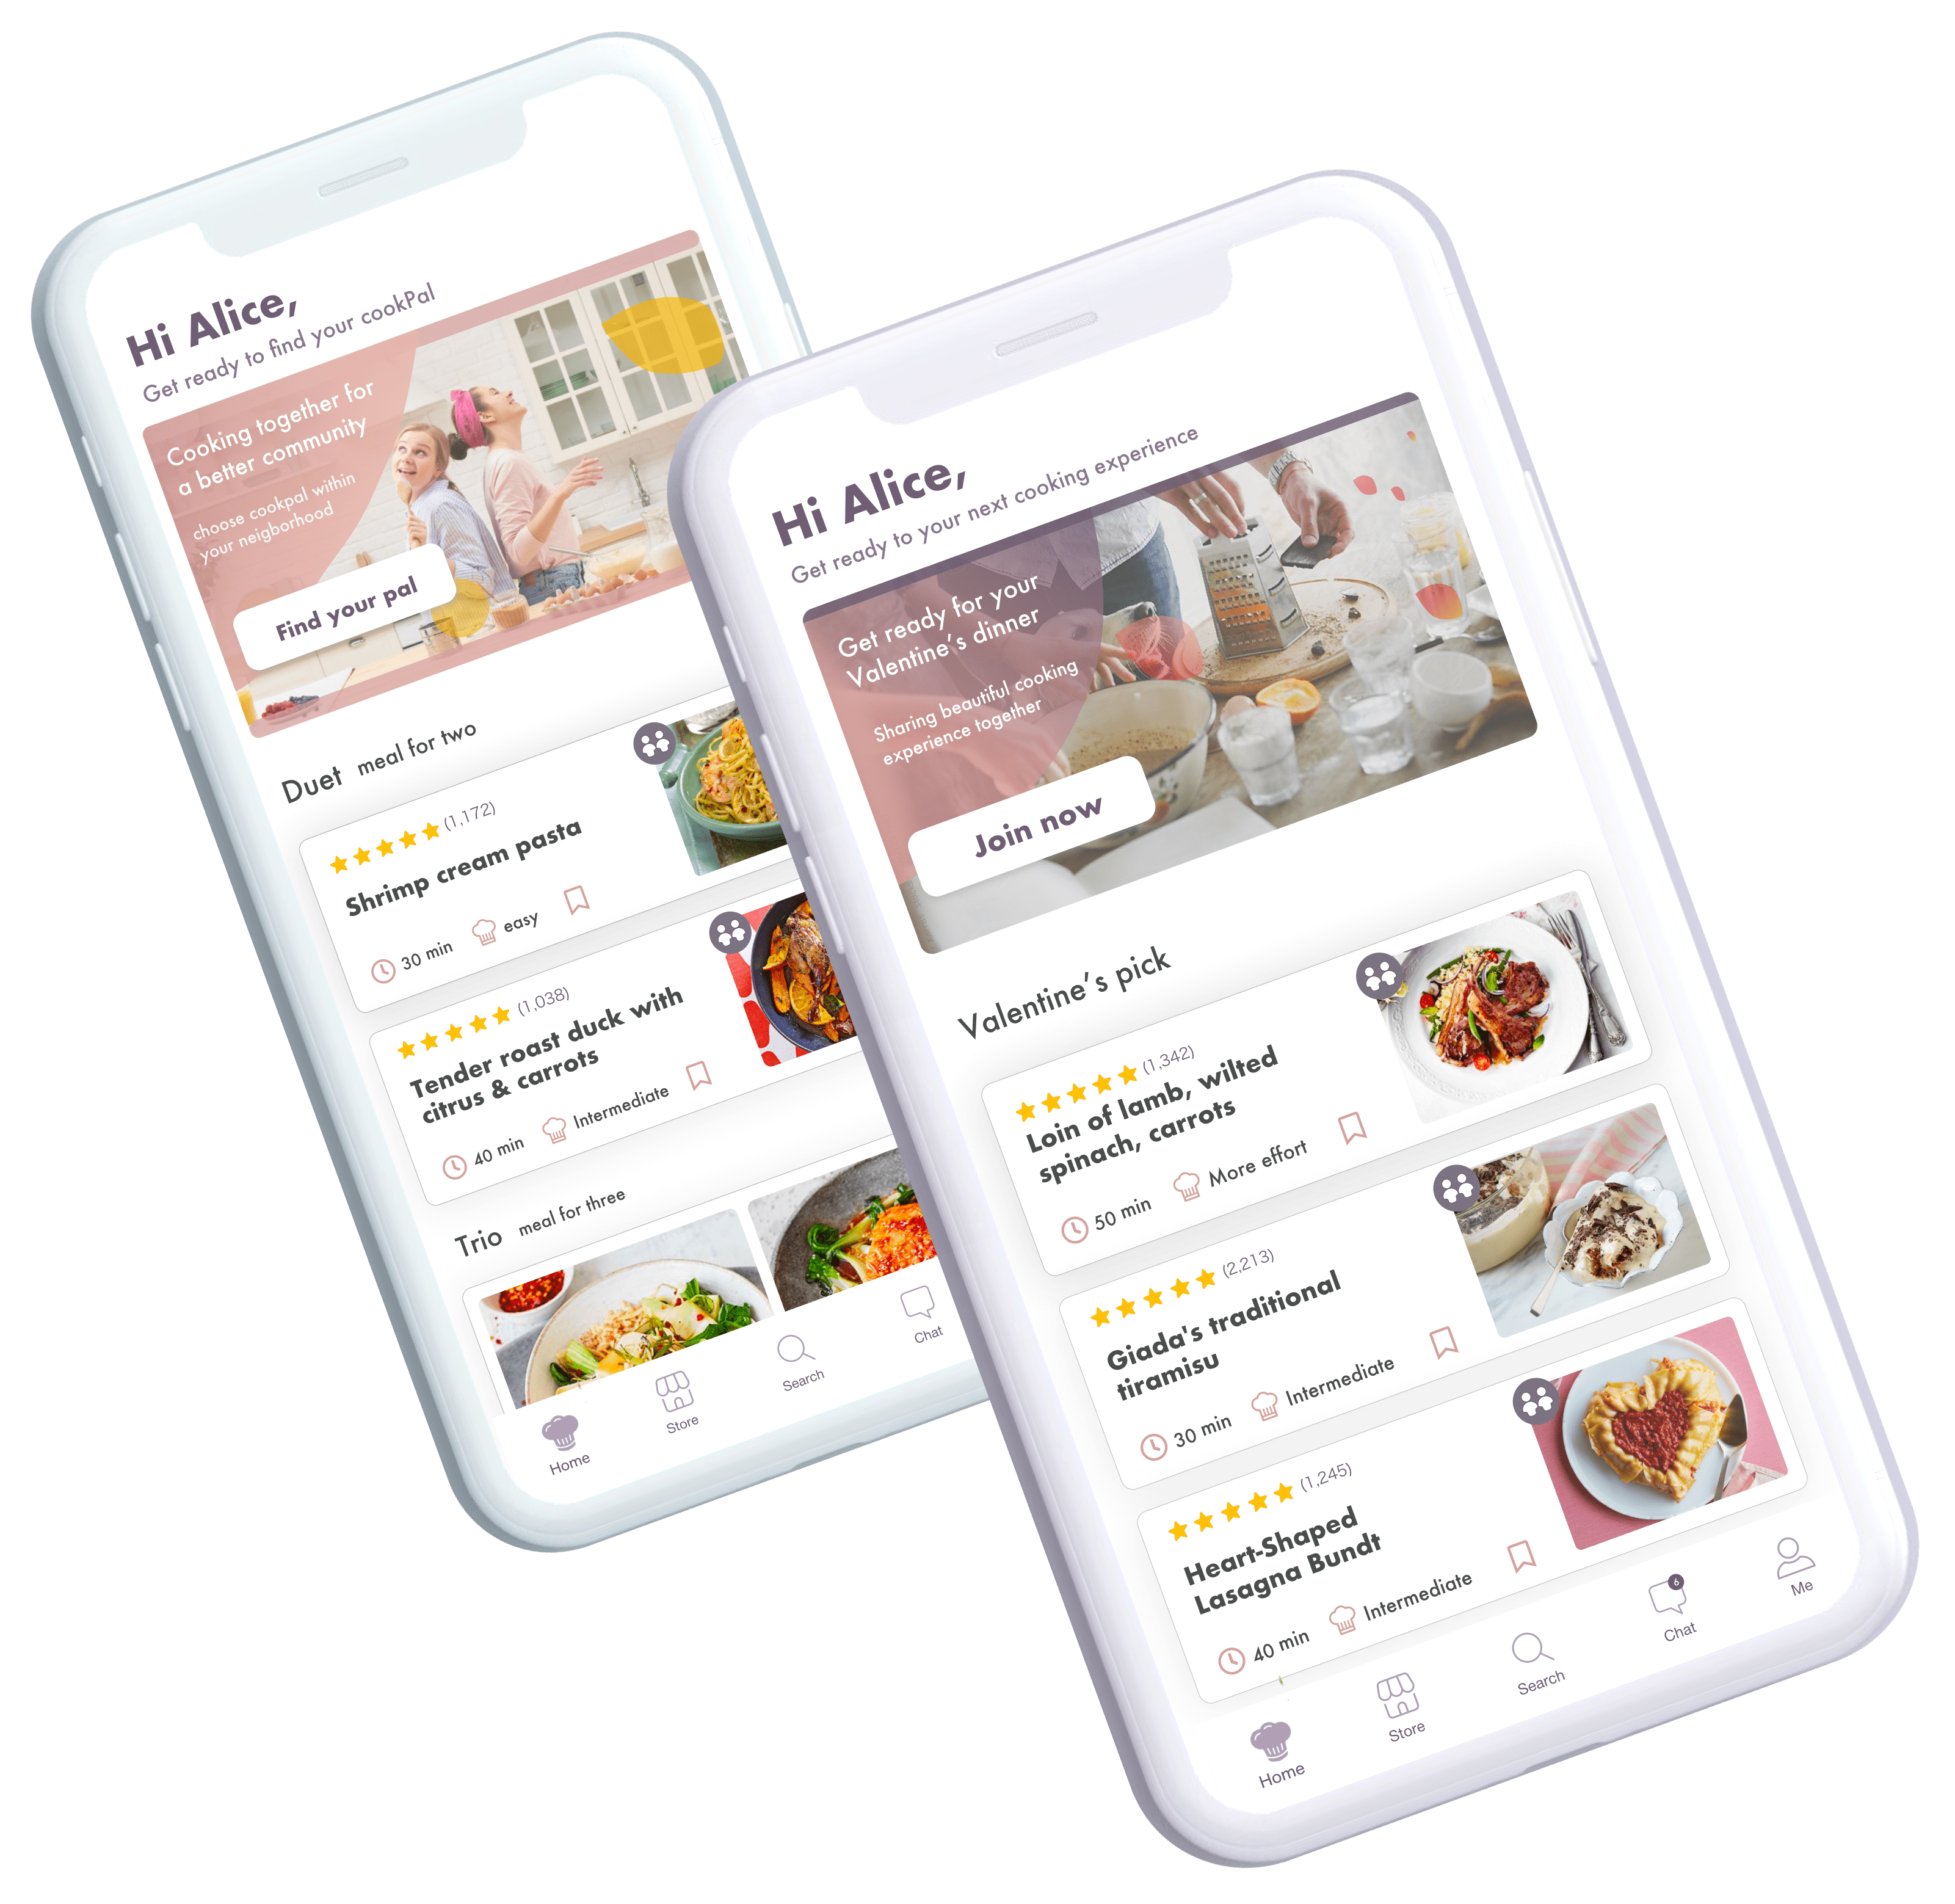 Hi Alice,
Get ready to find your cookPal
Cooking together for
a better community
choose cookpal within
your neigborhood
Find your pal
Duet meal for two
(1,172)
Shrimp cream pasta
30 min easy
(1,038)
Tender roast duck with
citrus & carrots
40 min Intermediate
Trio meal for three
Home
Store
Search
Chat
Hi Alice,
Get ready to your next cooking experience
Get ready for your
Valentine's dinner
Sharing beautiful cooking
experience together
Join now
Valentine's pick
(1,342)
Loin of lamb, wilted
spinach, carrots
50 min More effort
(2,213)
Giada's traditional
tiramisu
30 min Intermediate
(1,245)
Heart-Shaped
Lasagna Bundt
40 min Intermediate
Home
Store
Search
6
Chat
Me